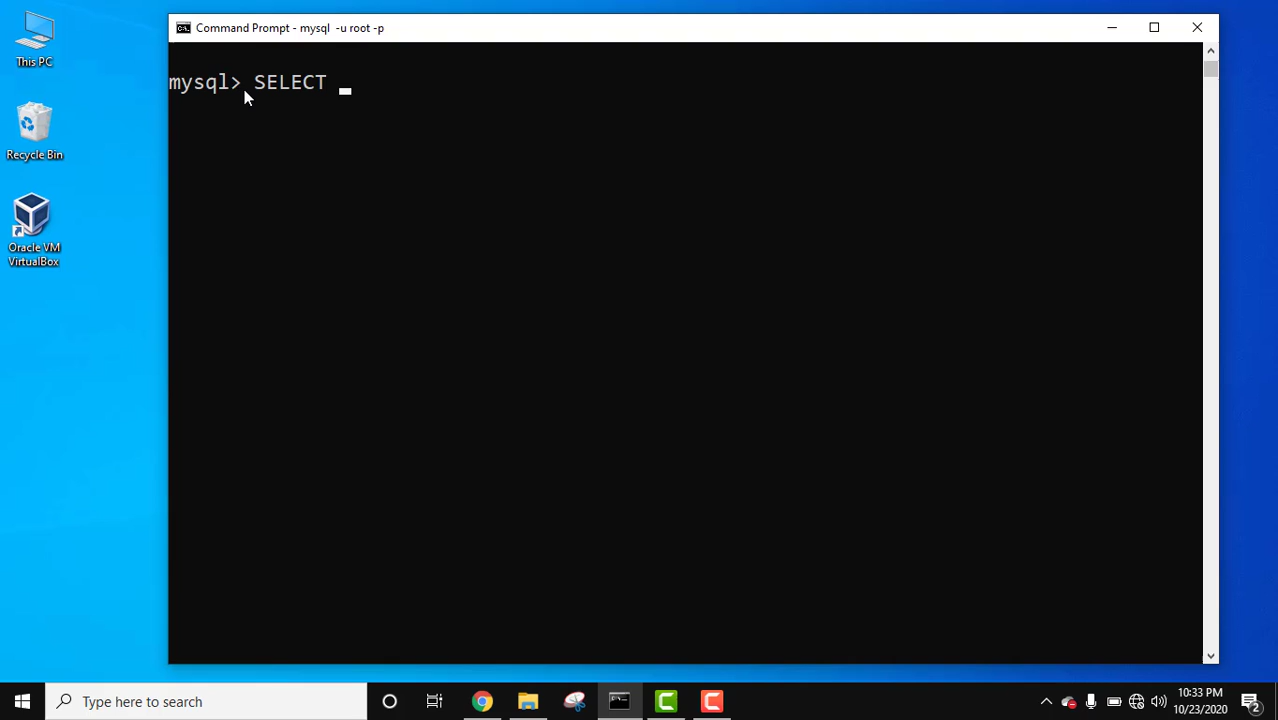 Command Prompt - mysql  -u root -p
This PC
mysql> SELECT
Recycle Bin
Oracle VM
VirtualBox
Type here to search
10:33 PM
10/23/2020
2